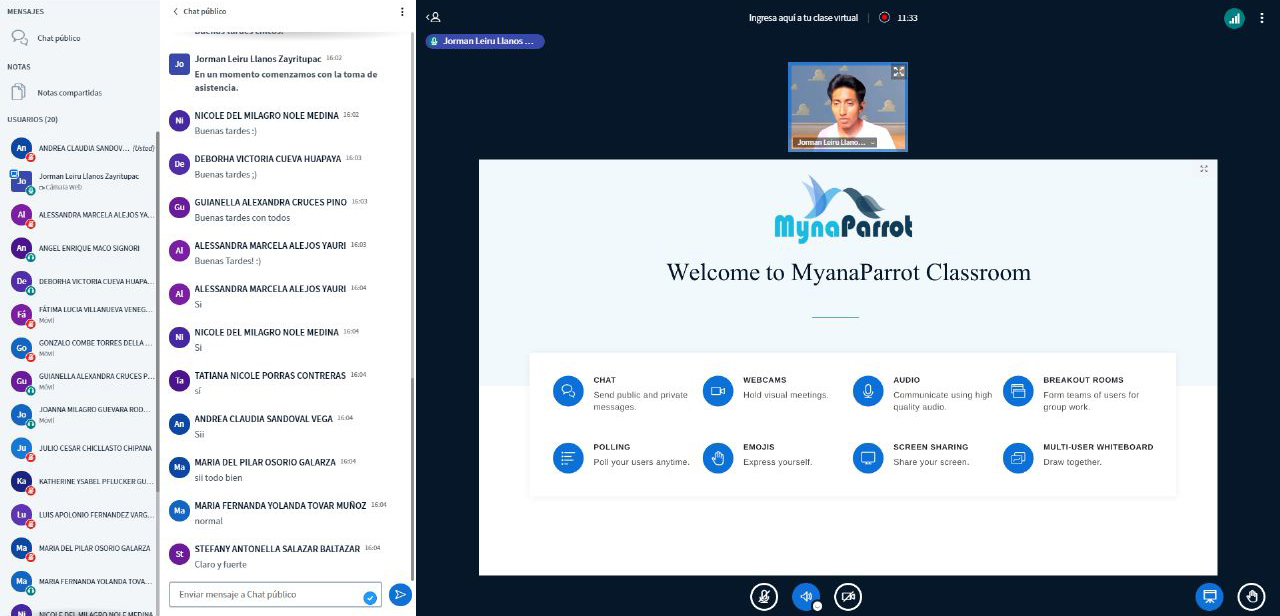 MENSAJES
Chat público
NOTAS
Notas compartidas
USUARIOS (20)
An
ANDREA CLAUDIA SANDOV... (Usted)
Jo
Jorman Leiru Llanos Zayritupac
Cámara Web
Al
ALESSANDRA MARCELA ALEJOS YA...
An
ANGEL ENRIQUE MACO SIGNORI
De
DEBORHA VICTORIA CUEVA HUAPA...
Fá
FÁTIMA LUCIA VILLANUEVA VENEG...
Móvil
Go
GONZALO COMBE TORRES DELLA ...
Móvil
Gu
GUIANELLA ALEXANDRA CRUCES P...
Móvil
Jo
JOANNA MILAGRO GUEVARA ROD...
Móvil
Ju
JULIO CESAR CHICLLASTO CHIPANA
Ka
KATHERINE YSABEL PFLUCKER GU...
Lu
LUIS APOLONIO FERNANDEZ VARG...
Ma
MARIA DEL PILAR OSORIO GALARZA
Ma
MARIA FERNANDA YOLANDA TOVA...
Ni
NICOLE DEL MILAGRO NOLE MEDINA
Chat público
Buenas tardes chicos!
Jo
Jorman Leiru Llanos Zayritupac 16:02
En un momento comenzamos con la toma de
asistencia.
Ni
NICOLE DEL MILAGRO NOLE MEDINA 16:02
Buenas tardes :)
De
DEBORHA VICTORIA CUEVA HUAPAYA 16:03
Buenas tardes ;)
Gu
GUIANELLA ALEXANDRA CRUCES PINO 16:03
Buenas tardes con todos
Al
ALESSANDRA MARCELA ALEJOS YAURI 16:03
Buenas Tardes! :)
Al
ALESSANDRA MARCELA ALEJOS YAURI 16:04
Si
Ni
NICOLE DEL MILAGRO NOLE MEDINA 16:04
Si
Ta
TATIANA NICOLE PORRAS CONTRERAS 16:04
sí
An
ANDREA CLAUDIA SANDOVAL VEGA 16:04
Sii
Ma
MARIA DEL PILAR OSORIO GALARZA 16:04
sii todo bien
Ma
MARIA FERNANDA YOLANDA TOVAR MUÑOZ 16:04
normal
St
STEFANY ANTONELLA SALAZAR BALTAZAR 16:04
Claro y fuerte
Enviar mensaje a Chat público
Ingresa aquí a tu clase virtual
11:33
Jorman Leiru Llanos ...
Jorman Leiru Llano...
MynaParrot
Welcome to MyanaParrot Classroom
CHAT
Send public and private
messages.
WEBCAMS
Hold visual meetings.
AUDIO
Communicate using high
quality audio.
BREAKOUT ROOMS
Form teams of users for
group work.
POLLING
Poll your users anytime.
EMOJIS
Express yourself.
SCREEN SHARING
Share your screen.
MULTI-USER WHITEBOARD
Draw together.